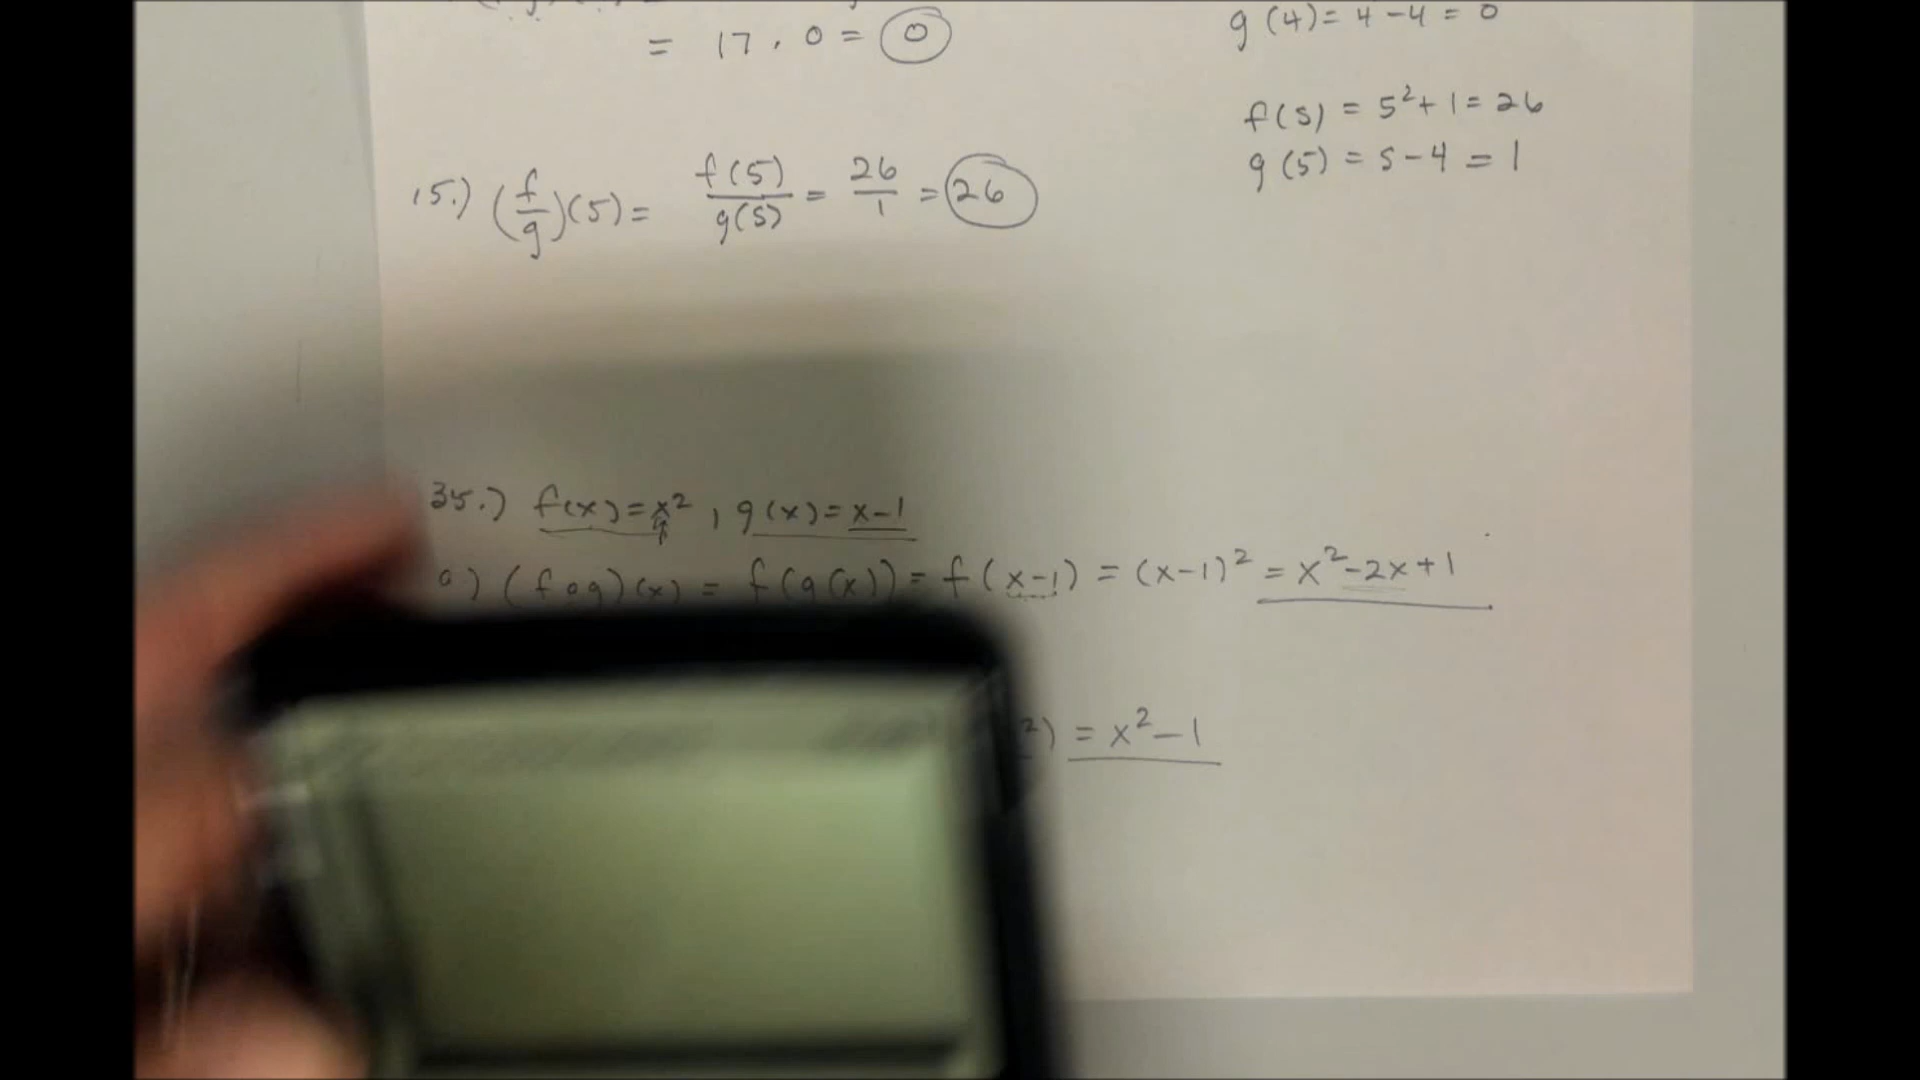 = 17 . 0 = 0
g(4) = 4 - 4 = 0
f(5) = 5² + 1 = 26
g(5) = 5 - 4 = 1
15.) (f/g)(5) = f(5)/g(5) = 26/1 = 26
35.) f(x) = x², g(x) = x-1
a) (f∘g)(x) = f(g(x)) = f(x-1) = (x-1)² = x² - 2x + 1
²) = x² - 1